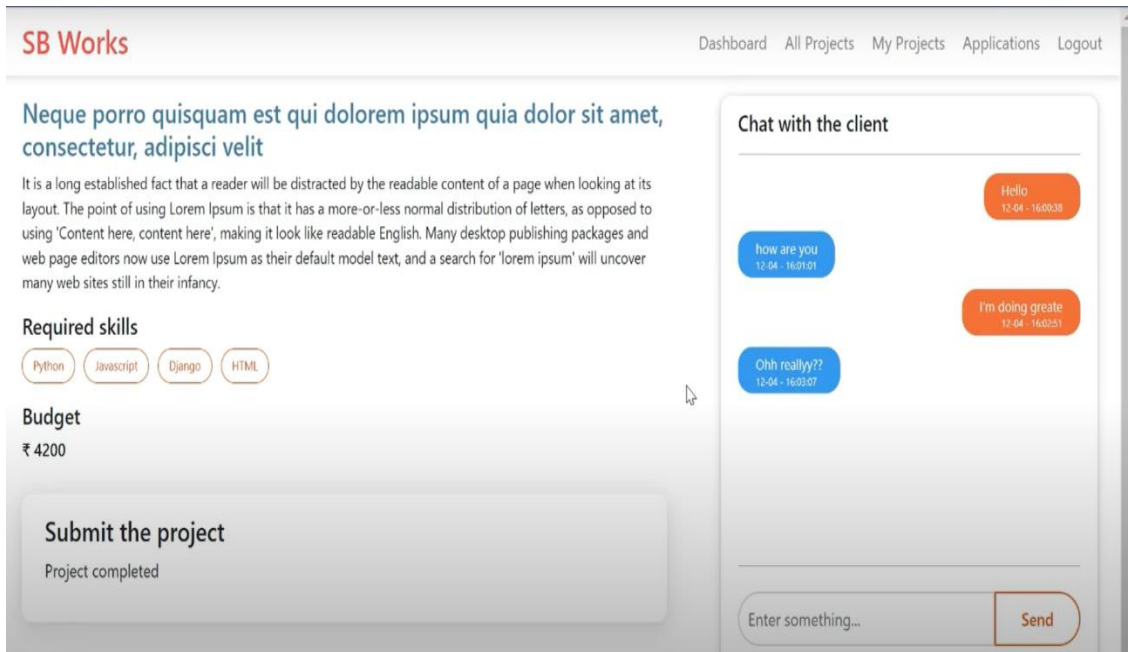 SB Works
Dashboard All Projects My Projects Applications Logout
Neque porro quisquam est qui dolorem ipsum quia dolor sit amet,
consectetur, adipisci velit
It is a long established fact that a reader will be distracted by the readable content of a page when looking at its
layout. The point of using Lorem Ipsum is that it has a more-or-less normal distribution of letters, as opposed to
using 'Content here, content here', making it look like readable English. Many desktop publishing packages and
web page editors now use Lorem Ipsum as their default model text, and a search for 'lorem ipsum' will uncover
many web sites still in their infancy.
Required skills
Python Javascript Django HTML
Budget
₹ 4200
Submit the project
Project completed
Chat with the client
Hello
12-04 - 16:00:38
how are you
12-04 - 16:01:01
I'm doing greate
12-04 - 16:02:51
Ohh reallyy??
12-04 - 16:03:07
Enter something...
Send